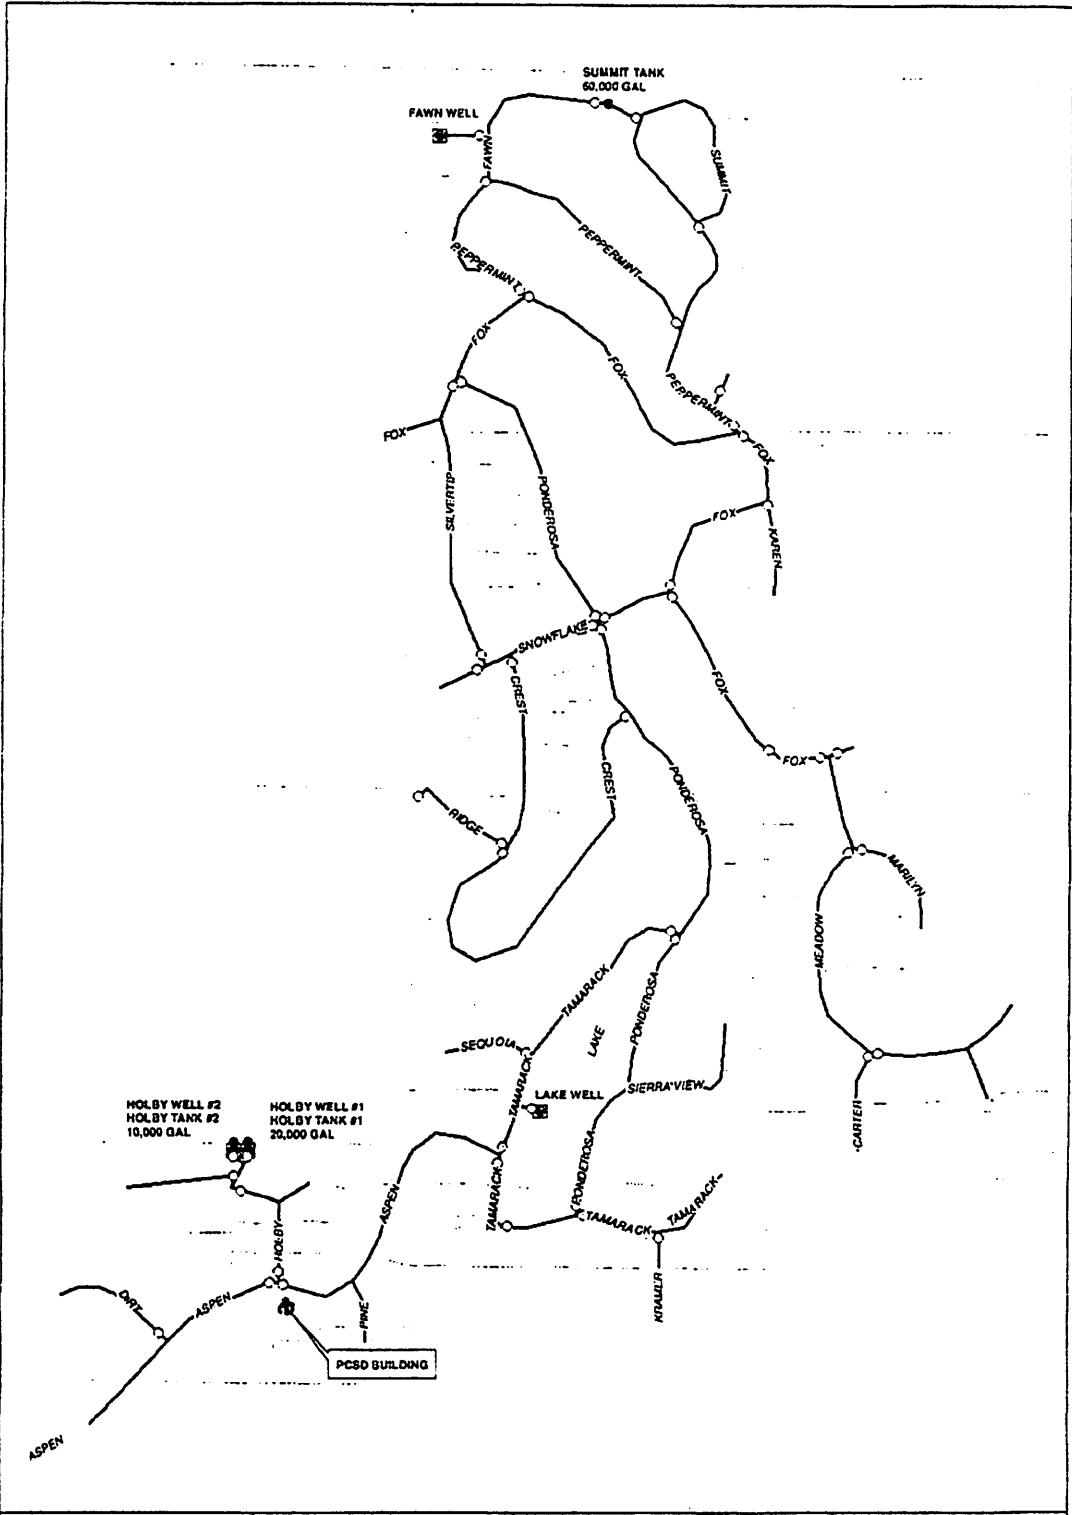 SUMMIT TANK
60,000 GAL
FAWN WELL
FAWN
SUMMIT
PEPPERMINT
PEPPERMINT
FOX
FOX
PEPPERMINT
FOX
FOX
SILVERTIP
PONDEROSA
FOX
KAREN
SNOWFLAKE
CREST
FOX
FOX
CREST
PONDEROSA
RIDGE
MARILYN
MEADOW
TAMARACK
PONDEROSA
LAKE
SEQUOIA
TAMARACK
LAKE WELL
SIERRA VIEW
HOLBY WELL #2
HOLBY TANK #2
10,000 GAL
HOLBY WELL #1
HOLBY TANK #1
20,000 GAL
CARTER
PONDEROSA
ASPEN
TAMARACK
TAMARACK
TAMARACK
HOLBY
KRAMER
DIRT
ASPEN
PINE
PCSD BUILDING
ASPEN